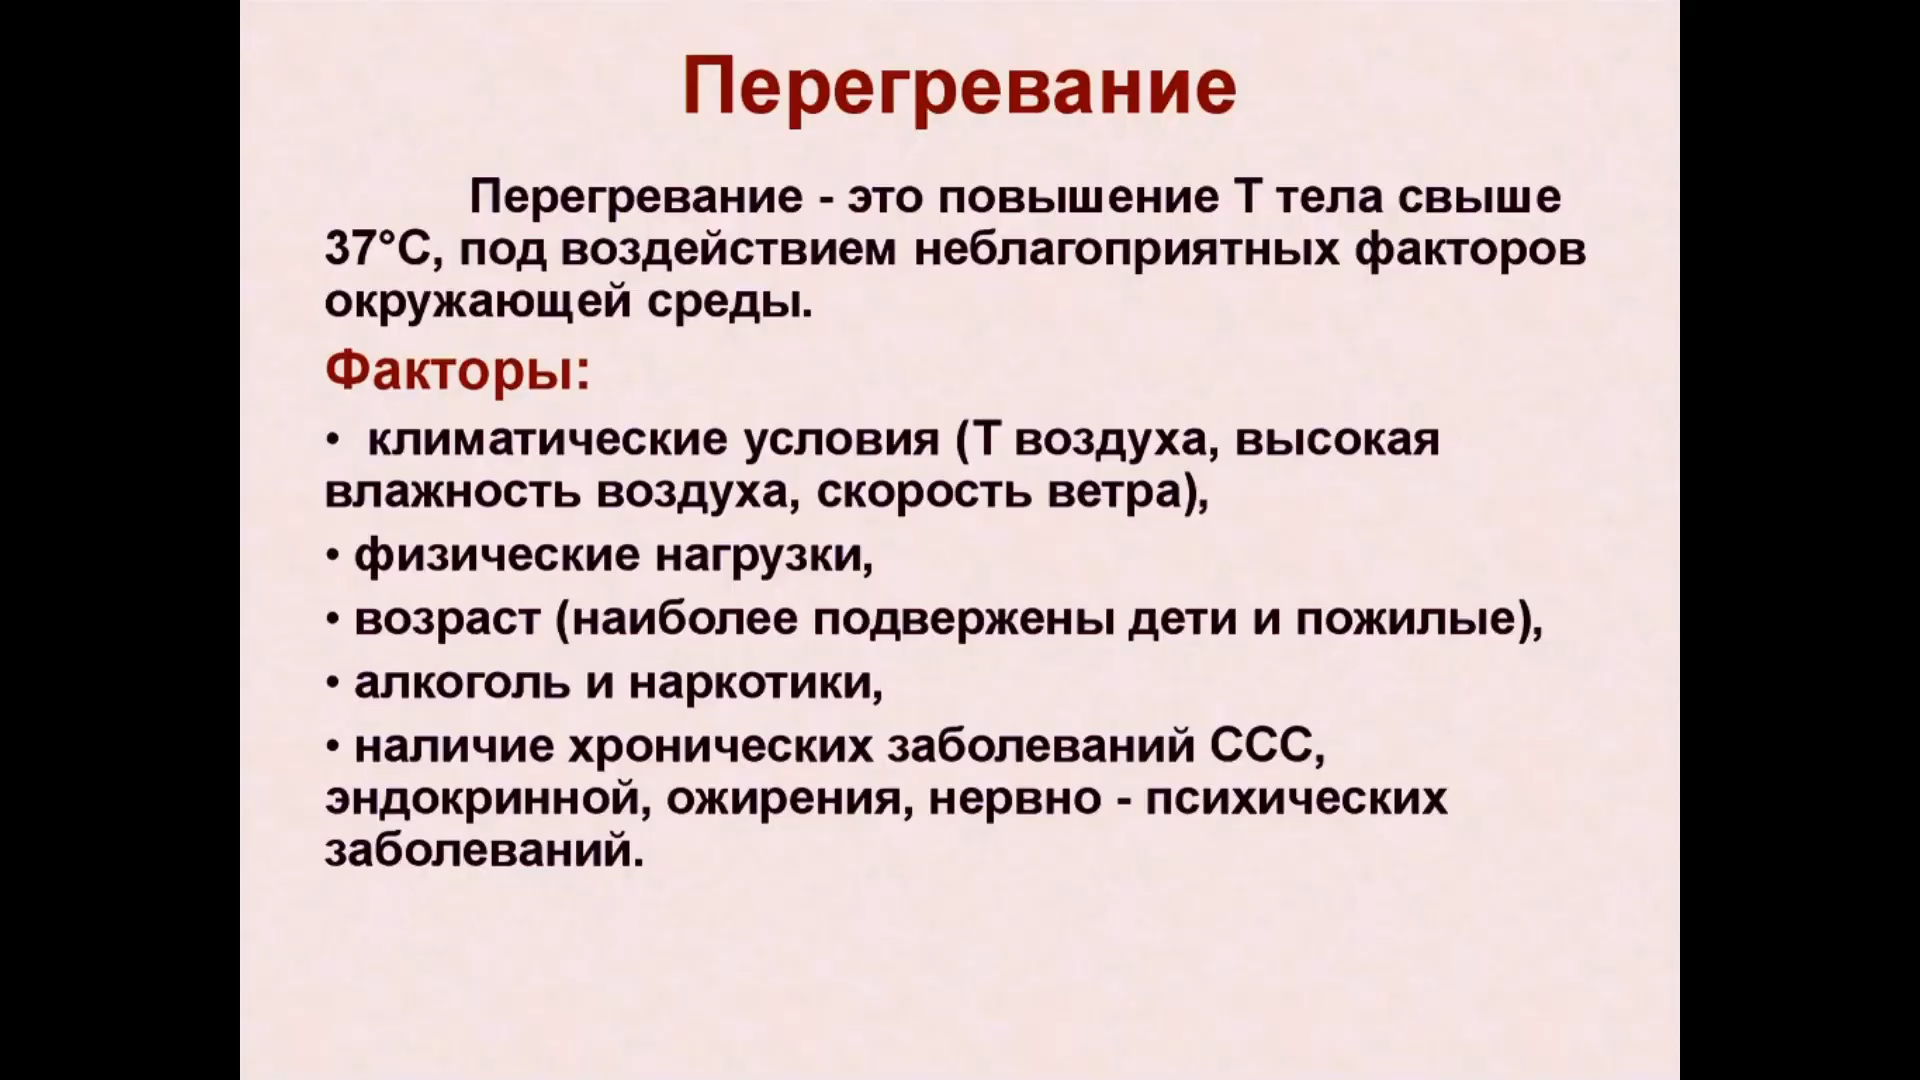 Перегревание
Перегревание - это повышение Т тела свыше
37°С, под воздействием неблагоприятных факторов
окружающей среды.
Факторы:
• климатические условия (Т воздуха, высокая
влажность воздуха, скорость ветра),
• физические нагрузки,
• возраст (наиболее подвержены дети и пожилые),
• алкоголь и наркотики,
• наличие хронических заболеваний ССС,
эндокринной, ожирения, нервно - психических
заболеваний.